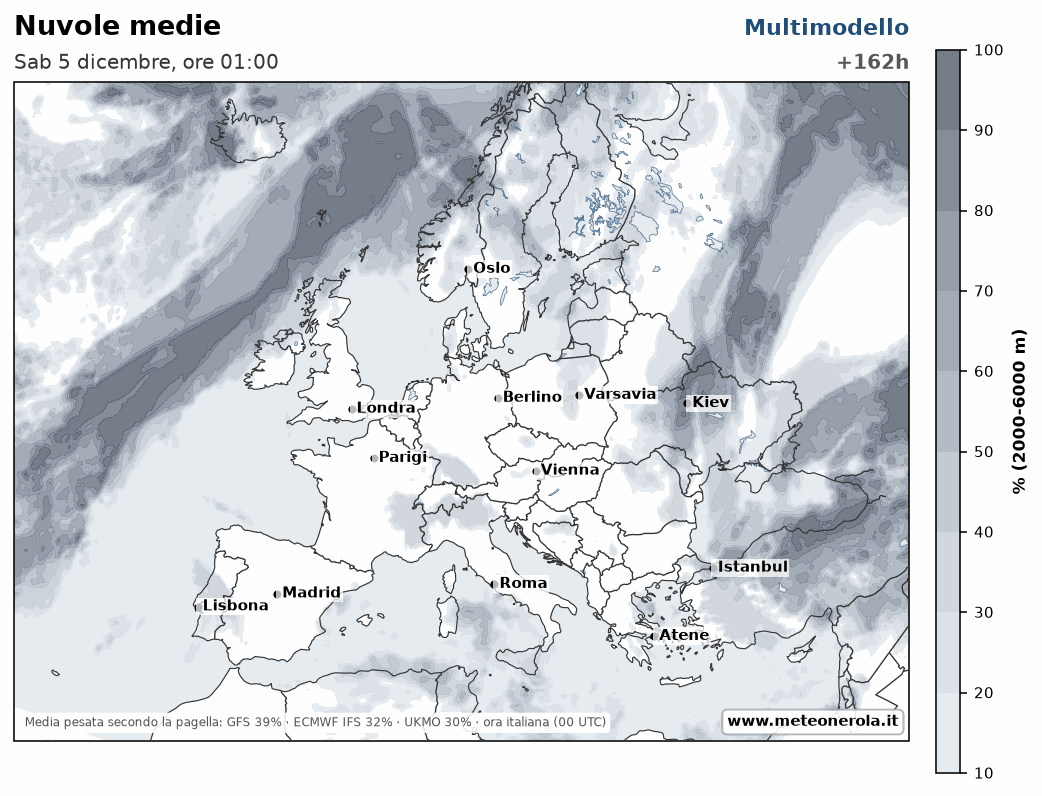 Nuvole medie
Multimodello
Sab 5 dicembre, ore 01:00
+162h
Oslo
Londra
Berlino
Varsavia
Kiev
Parigi
Vienna
Istanbul
Roma
Madrid
Lisbona
Atene
Media pesata secondo la pagella: GFS 39% · ECMWF IFS 32% · UKMO 30% · ora italiana (00 UTC)
www.meteonerola.it
100
90
80
70
60
50
40
30
20
10
% (2000-6000 m)